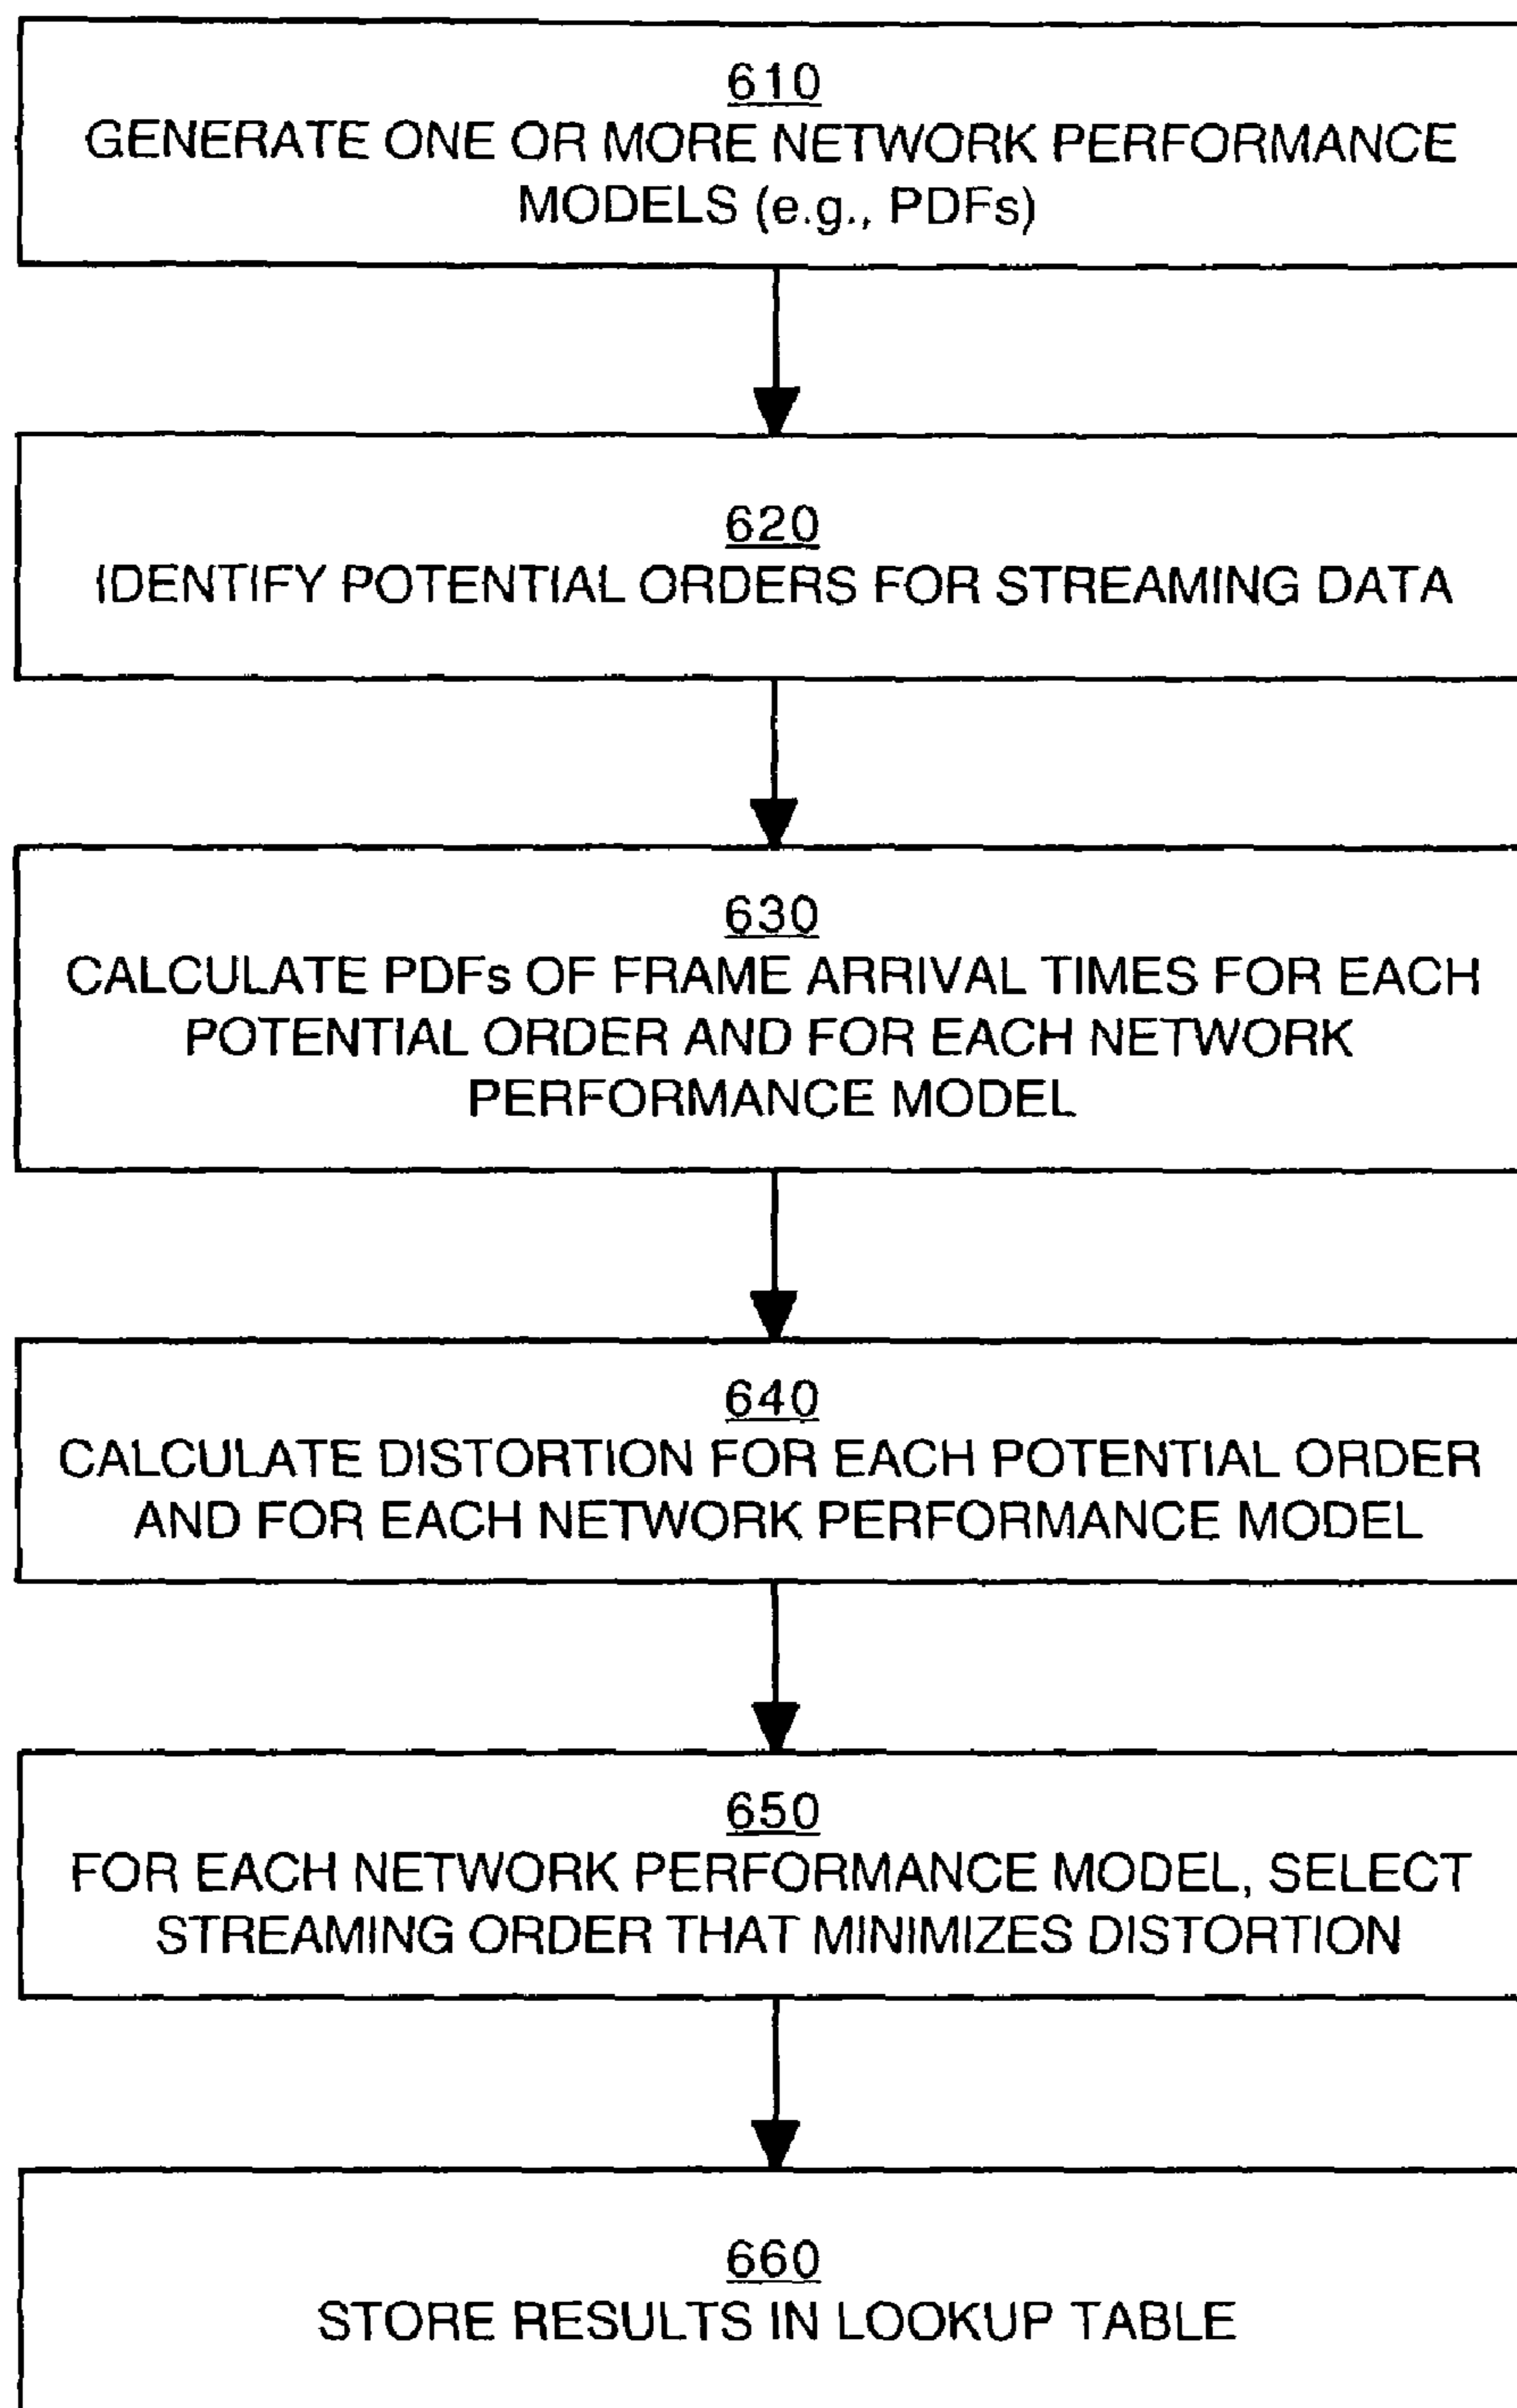 610
GENERATE ONE OR MORE NETWORK PERFORMANCE
MODELS (e.g., PDFs)
620
IDENTIFY POTENTIAL ORDERS FOR STREAMING DATA
630
CALCULATE PDFs OF FRAME ARRIVAL TIMES FOR EACH
POTENTIAL ORDER AND FOR EACH NETWORK
PERFORMANCE MODEL
640
CALCULATE DISTORTION FOR EACH POTENTIAL ORDER
AND FOR EACH NETWORK PERFORMANCE MODEL
650
FOR EACH NETWORK PERFORMANCE MODEL, SELECT
STREAMING ORDER THAT MINIMIZES DISTORTION
660
STORE RESULTS IN LOOKUP TABLE